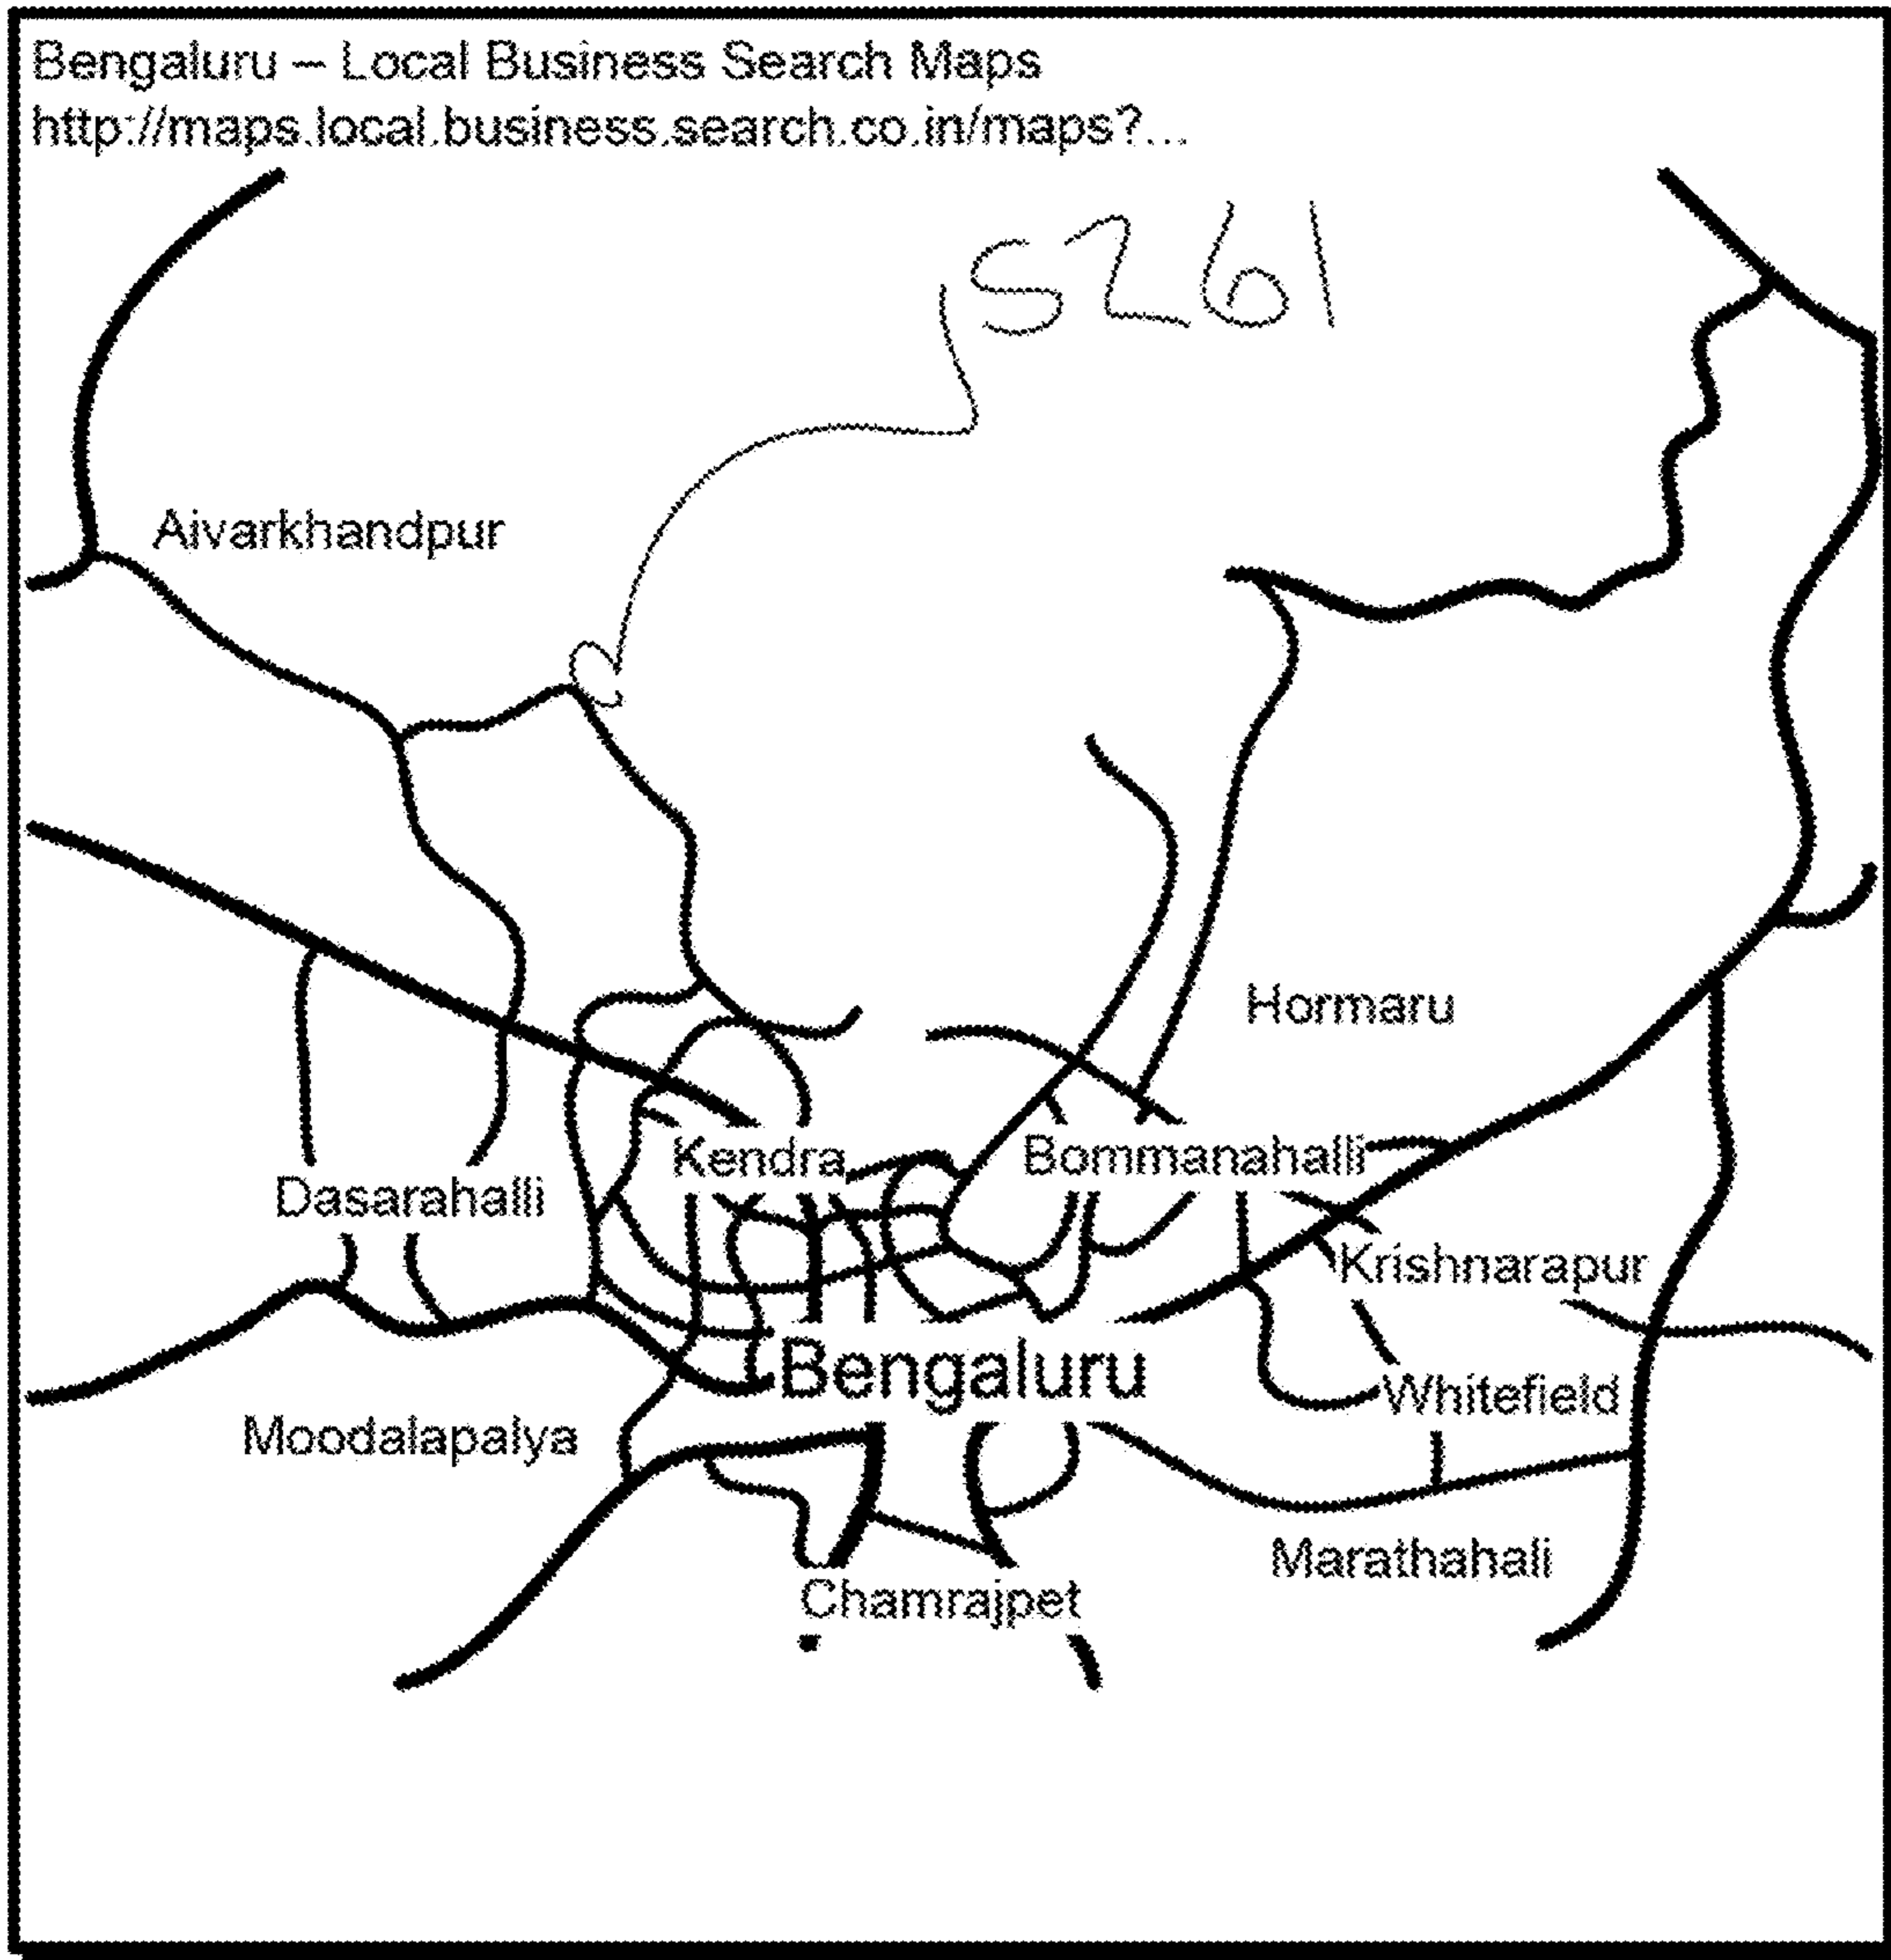 Bengaluru – Local Business Search Maps
http://maps.local.business.search.co.in/maps?...
5261
Aivarkhandpur
Hormaru
Kendra
Bommanahalli
Dasarahalli
Krishnarapur
Bengaluru
Whitefield
Moodalapalya
Marathahali
Chamrajpet